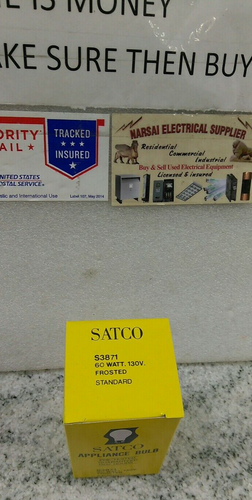 E IS MONEY
AKE SURE THEN BUY
ORITY
AIL
TRACKED
INSURED
UNITED STATES
OSTAL SERVICE
NARSAI ELECTRICAL SUPPLIER
Residential
Commercial
Industrial
Buy & Sell Used Electrical Equipment
Licensed & insured
SATCO
S3871
60 WATT. 130V.
FROSTED
STANDARD
SATCO
APPLIANCE BULB